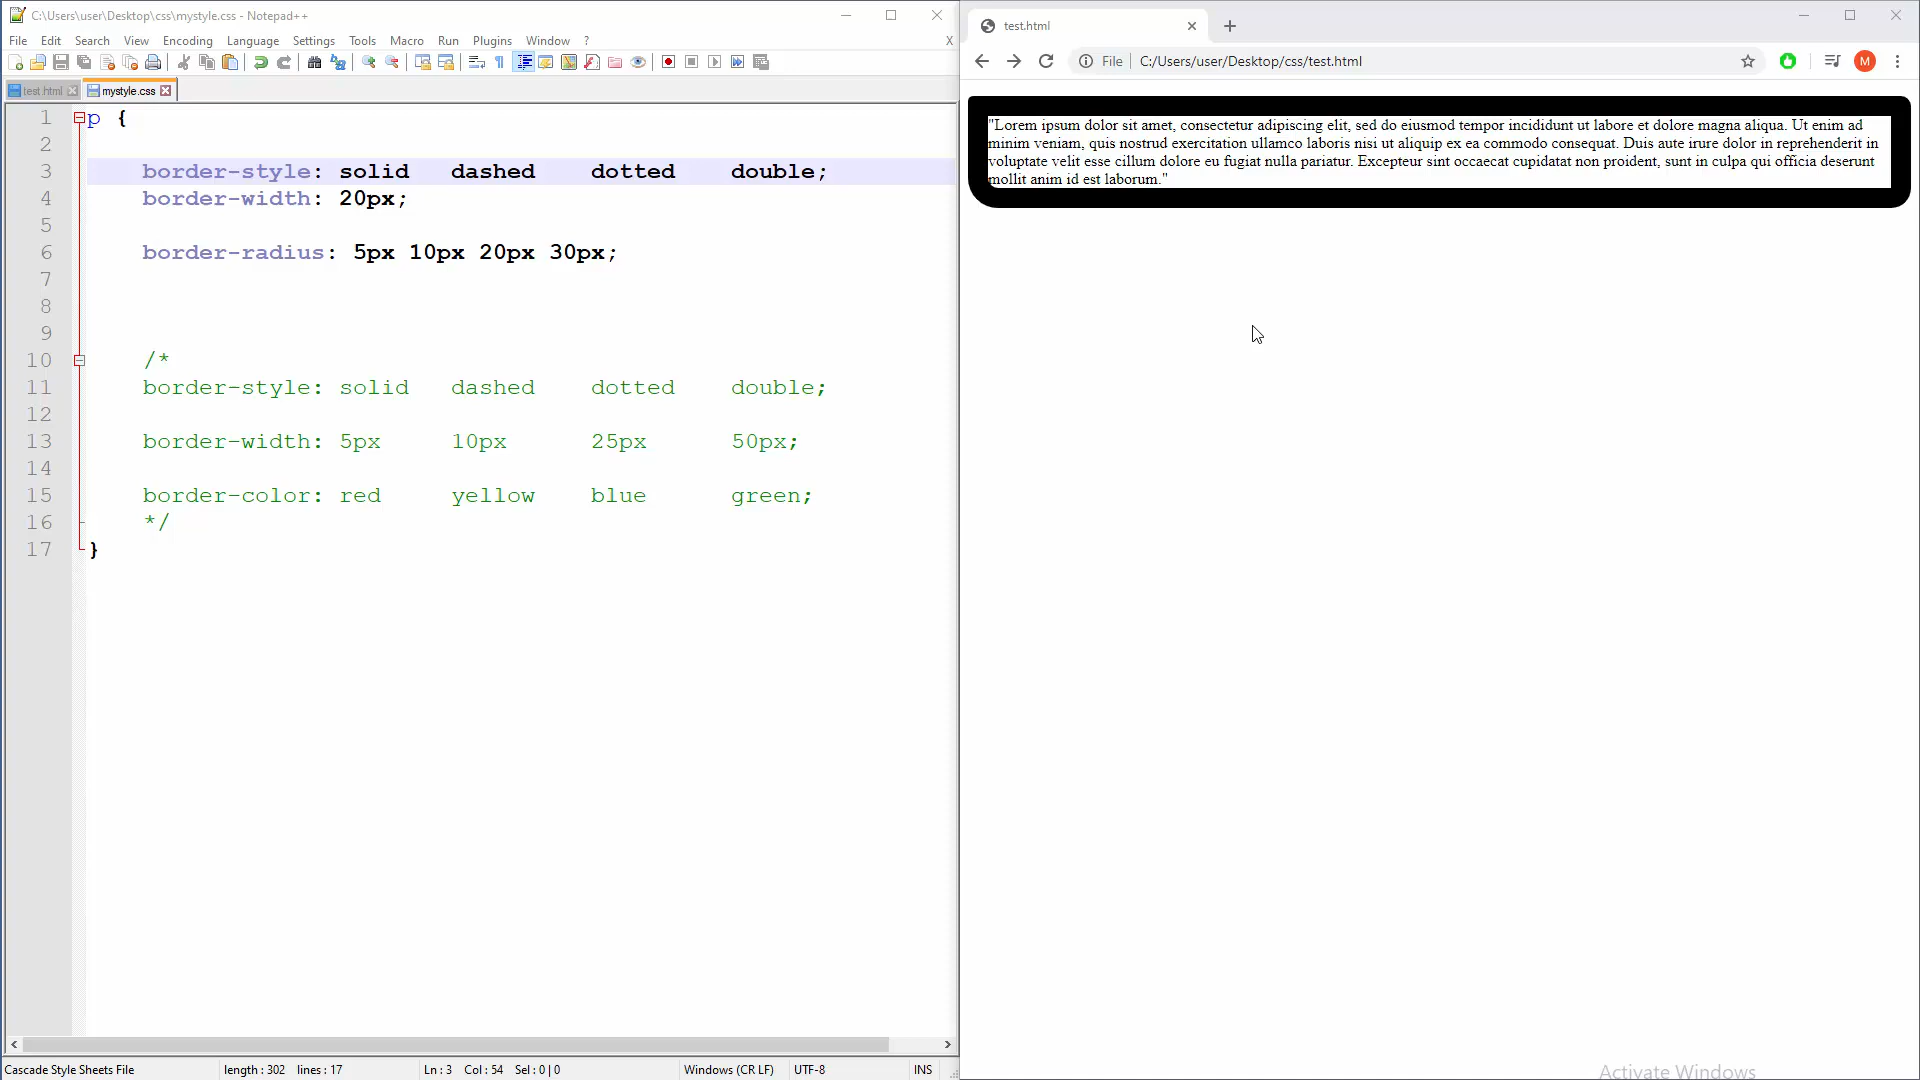 C:\Users\user\Desktop\css\mystyle.css - Notepad++
File Edit Search View Encoding Language Settings Tools Macro Run Plugins Window ? X
test.html mystyle.css
1 p {
2
3 border-style: solid dashed dotted double;
4 border-width: 20px;
5
6 border-radius: 5px 10px 20px 30px;
7
8
9
10 /*
11 border-style: solid dashed dotted double;
12
13 border-width: 5px 10px 25px 50px;
14
15 border-color: red yellow blue green;
16 */
17 }
Cascade Style Sheets File length : 302 lines : 17 Ln : 3 Col : 54 Sel : 0 | 0 Windows (CR LF) UTF-8 INS
test.html
File C:/Users/user/Desktop/css/test.html M
"Lorem ipsum dolor sit amet, consectetur adipiscing elit, sed do eiusmod tempor incididunt ut labore et dolore magna aliqua. Ut enim ad
minim veniam, quis nostrud exercitation ullamco laboris nisi ut aliquip ex ea commodo consequat. Duis aute irure dolor in reprehenderit in
voluptate velit esse cillum dolore eu fugiat nulla pariatur. Excepteur sint occaecat cupidatat non proident, sunt in culpa qui officia deserunt
mollit anim id est laborum."
Activate Windows